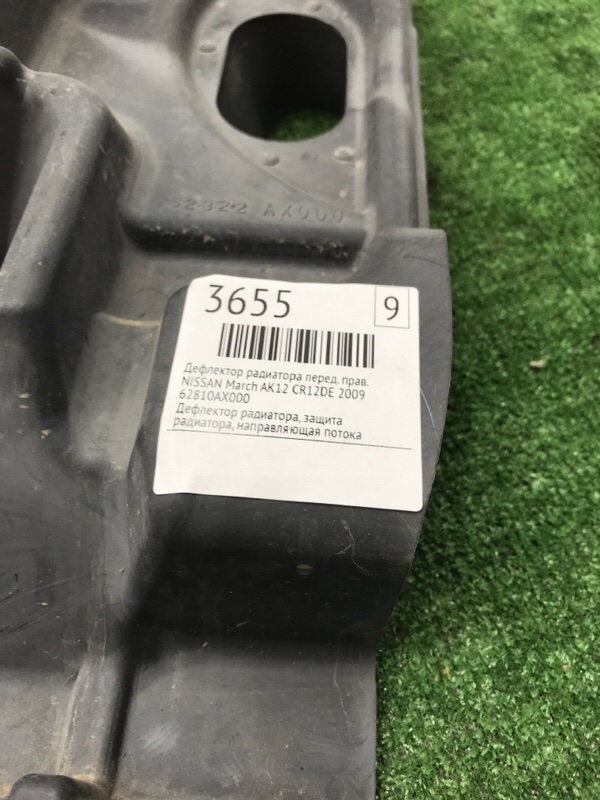 62822 AX000
3655
9
Дефлектор радиатора перед. прав.
NISSAN March AK12 CR12DE 2009
62810AX000
Дефлектор радиатора, защита
радиатора, направляющая потока